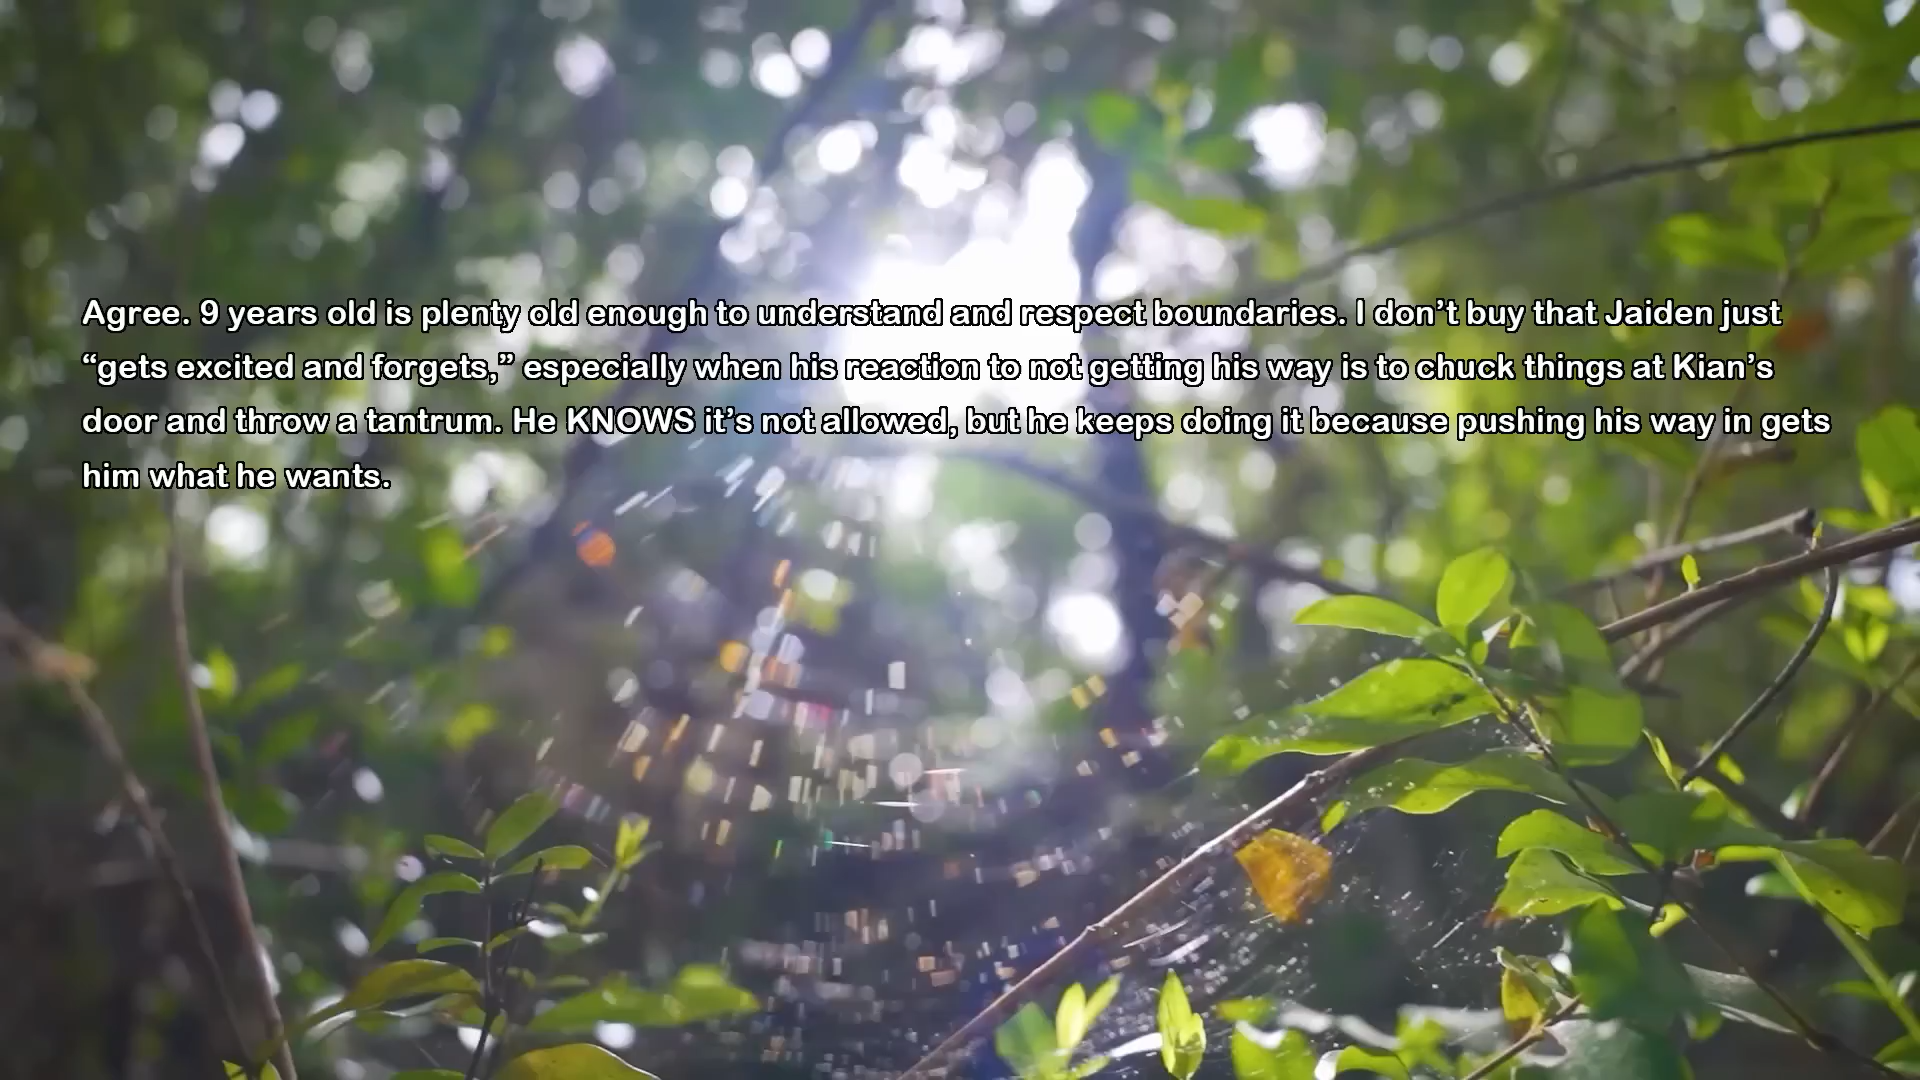 Agree. 9 years old is plenty old enough to understand and respect boundaries. I don’t buy that Jaiden just
“gets excited and forgets,” especially when his reaction to not getting his way is to chuck things at Kian’s
door and throw a tantrum. He KNOWS it’s not allowed, but he keeps doing it because pushing his way in gets
him what he wants.